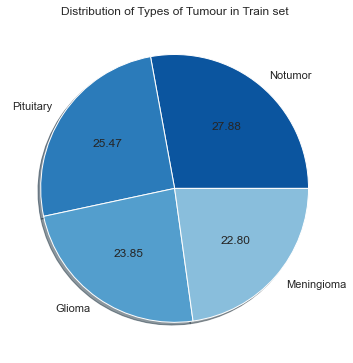 Distribution of Types of Tumour in Train set
Notumor
27.88
Pituitary
25.47
Glioma
23.85
Meningioma
22.80